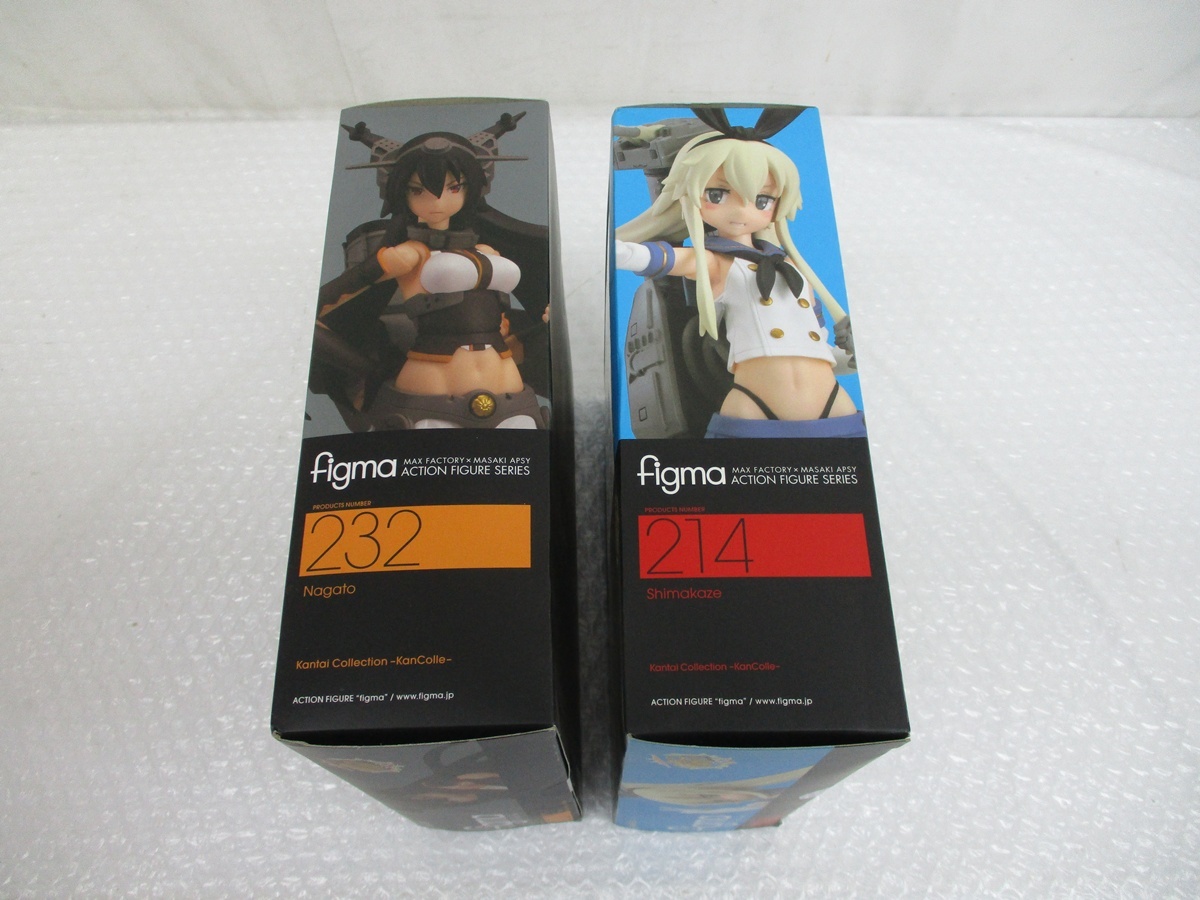 figma MAX FACTORY × MASAKI APSY
ACTION FIGURE SERIES
PRODUCTS NUMBER
232
Nagato
Kantai Collection -KanColle-
ACTION FIGURE "figma" / www.figma.jp
figma MAX FACTORY × MASAKI APSY
ACTION FIGURE SERIES
PRODUCTS NUMBER
214
Shimakaze
Kantai Collection -KanColle-
ACTION FIGURE "figma" / www.figma.jp